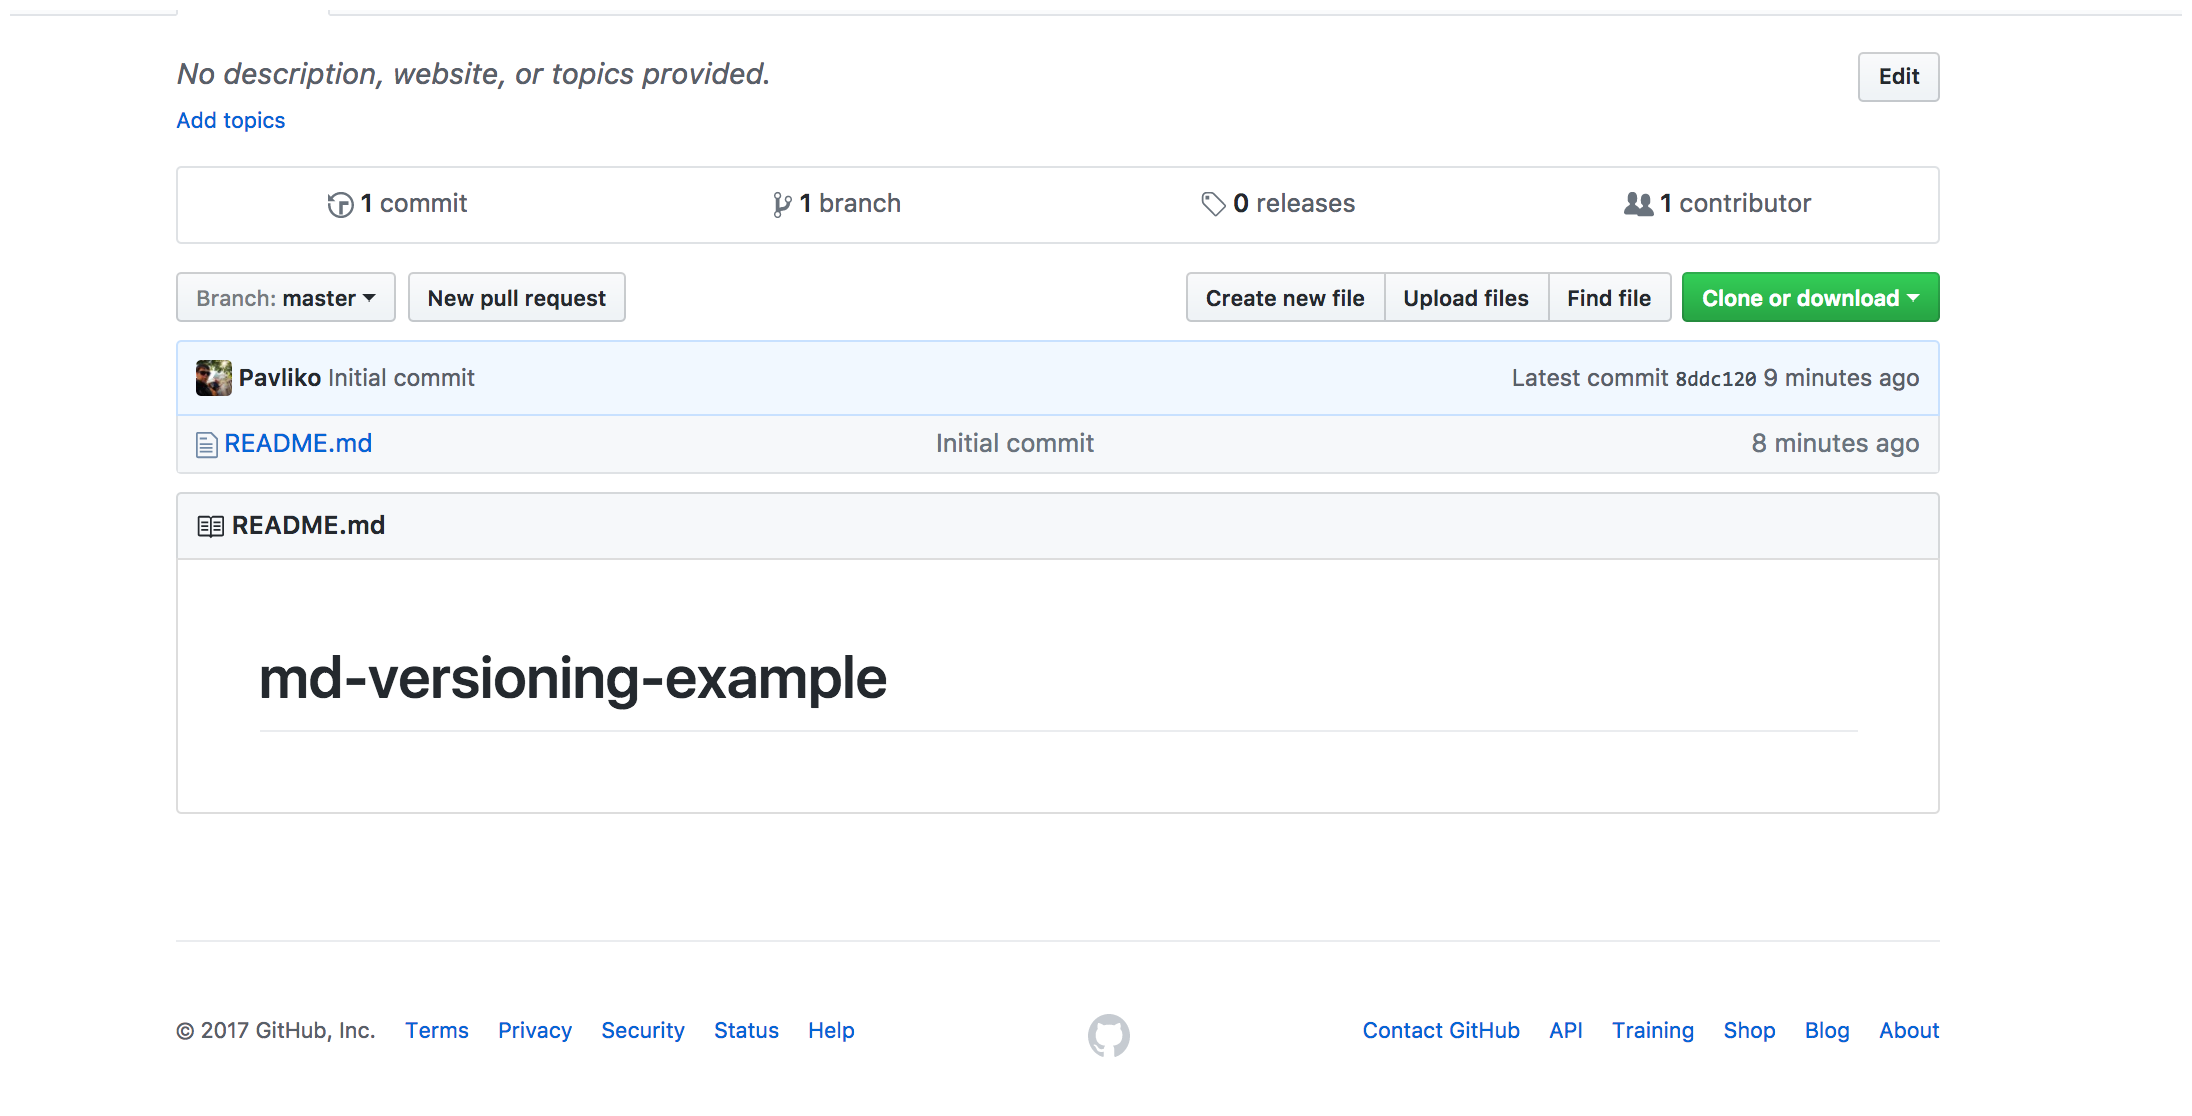 No description, website, or topics provided.
Edit
Add topics
1 commit
1 branch
0 releases
1 contributor
Branch: master
New pull request
Create new file
Upload files
Find file
Clone or download
Pavliko Initial commit
Latest commit 8ddc120 9 minutes ago
README.md
Initial commit
8 minutes ago
README.md
md-versioning-example
© 2017 GitHub, Inc.
Terms
Privacy
Security
Status
Help
Contact GitHub
API
Training
Shop
Blog
About